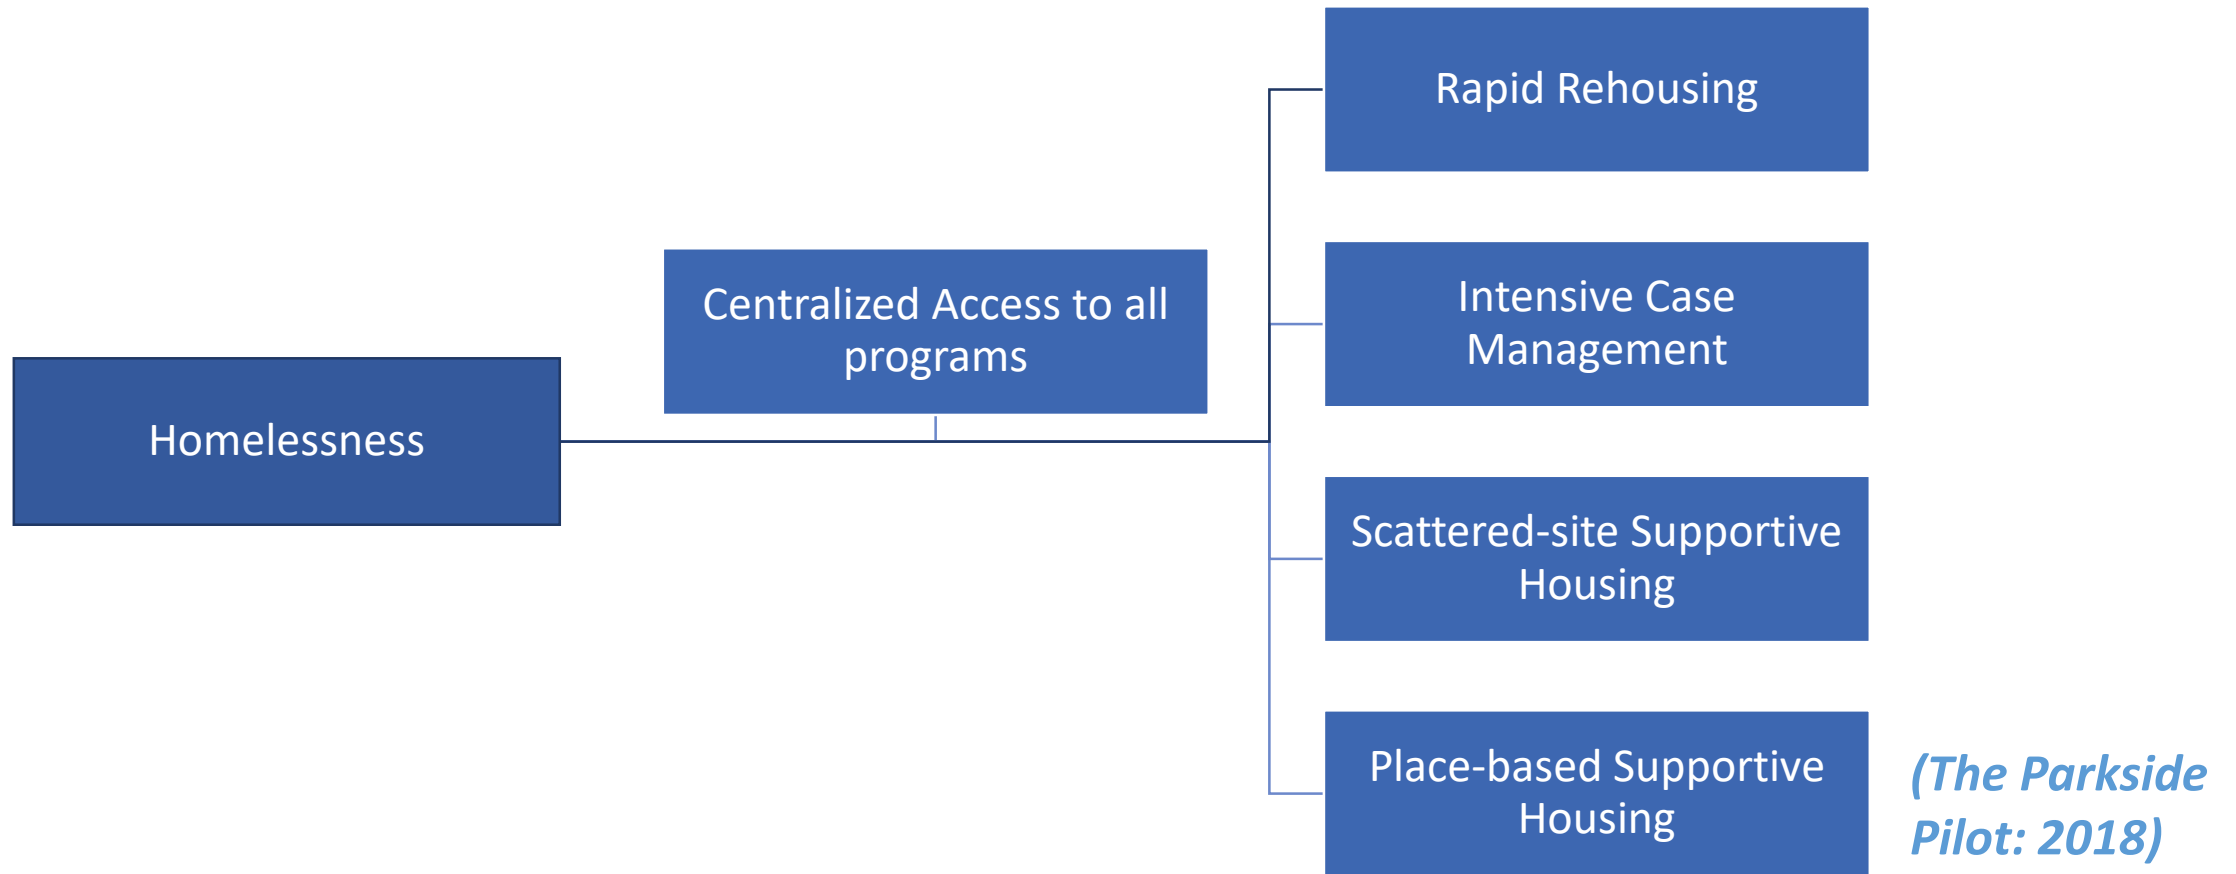 Homelessness
Centralized Access to all
programs
Rapid Rehousing
Intensive Case
Management
Scattered-site Supportive
Housing
Place-based Supportive
Housing
(The Parkside
Pilot: 2018)